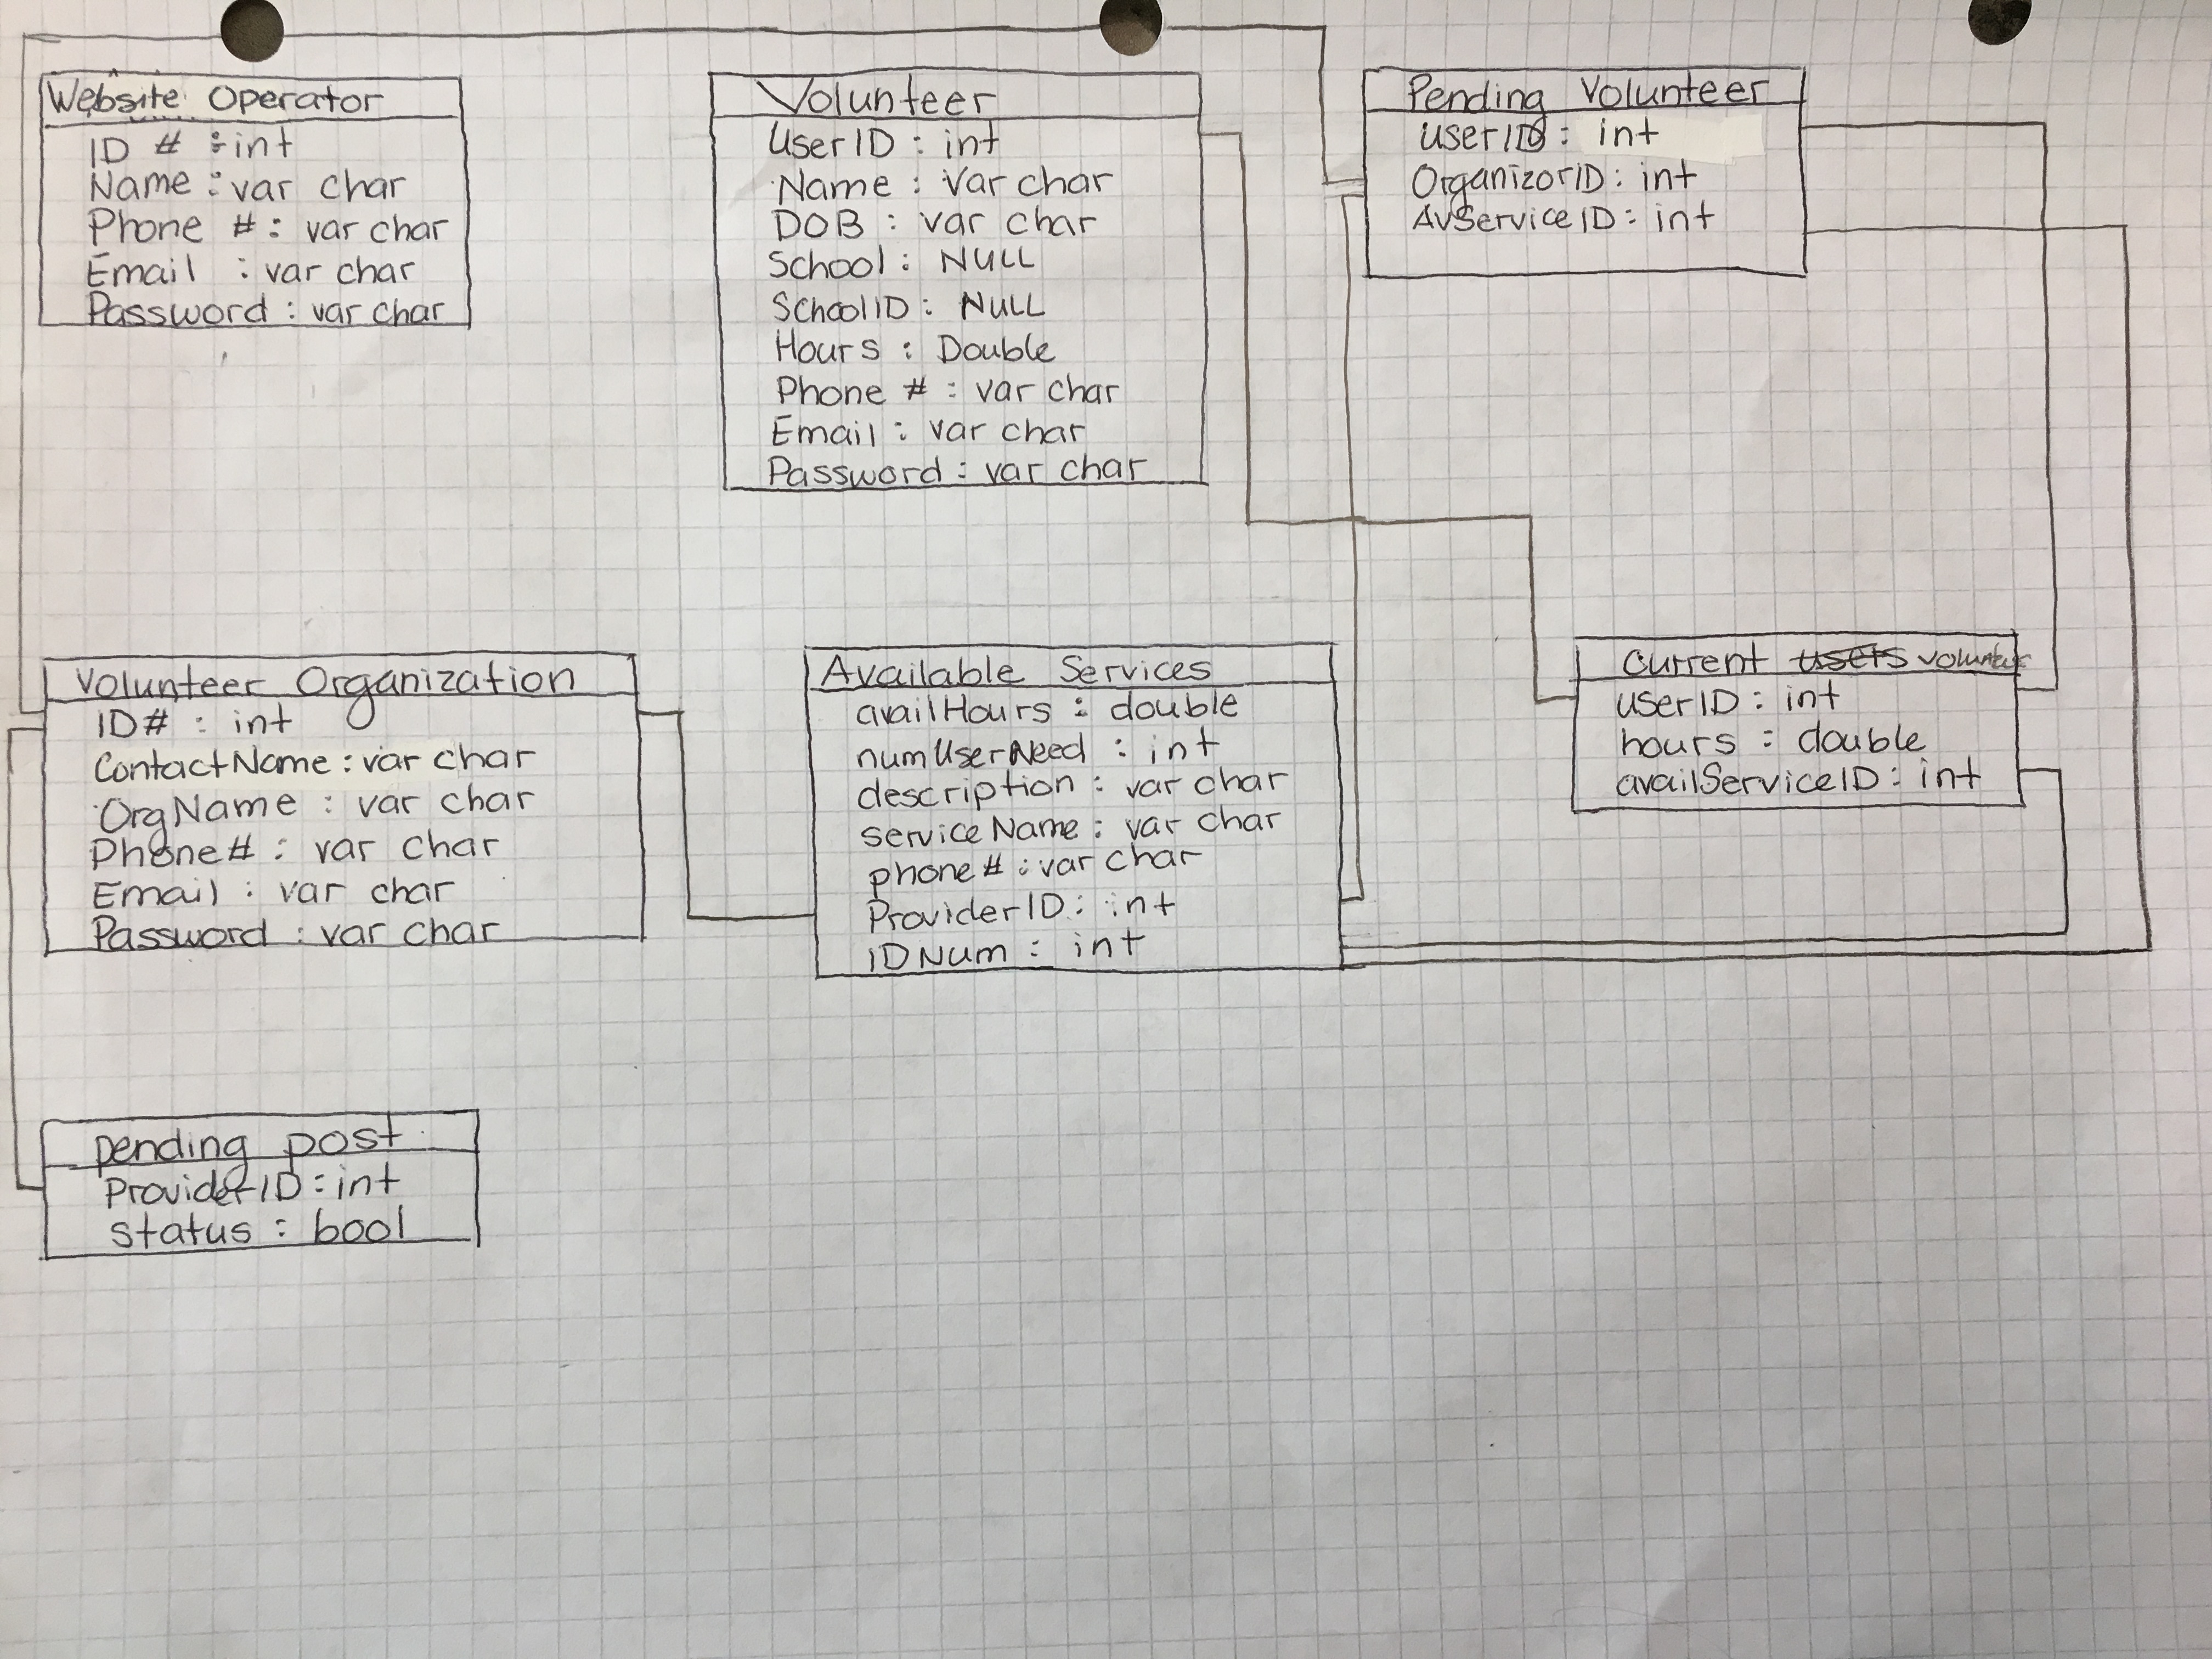 Website Operator
ID # : int
Name : var char
Phone # : var char
Email : var char
Password : var char
Volunteer
UserID : int
Name : Var char
DOB : var char
School : NULL
SchoolID : NULL
Hours : Double
Phone # : var char
Email : var char
Password : var char
Pending Volunteer
userID : int
OrganizorID : int
AvServiceID : int
Volunteer Organization
ID# : int
ContactName : var char
OrgName : var char
Phone# : var char
Email : var char
Password : var char
Available Services
availHours : double
numUserNeed : int
description : var char
serviceName : var char
phone# : var char
ProviderID : int
IDNum : int
Current users volunteer
userID : int
hours : double
availServiceID : int
pending post
ProviderID : int
status : bool